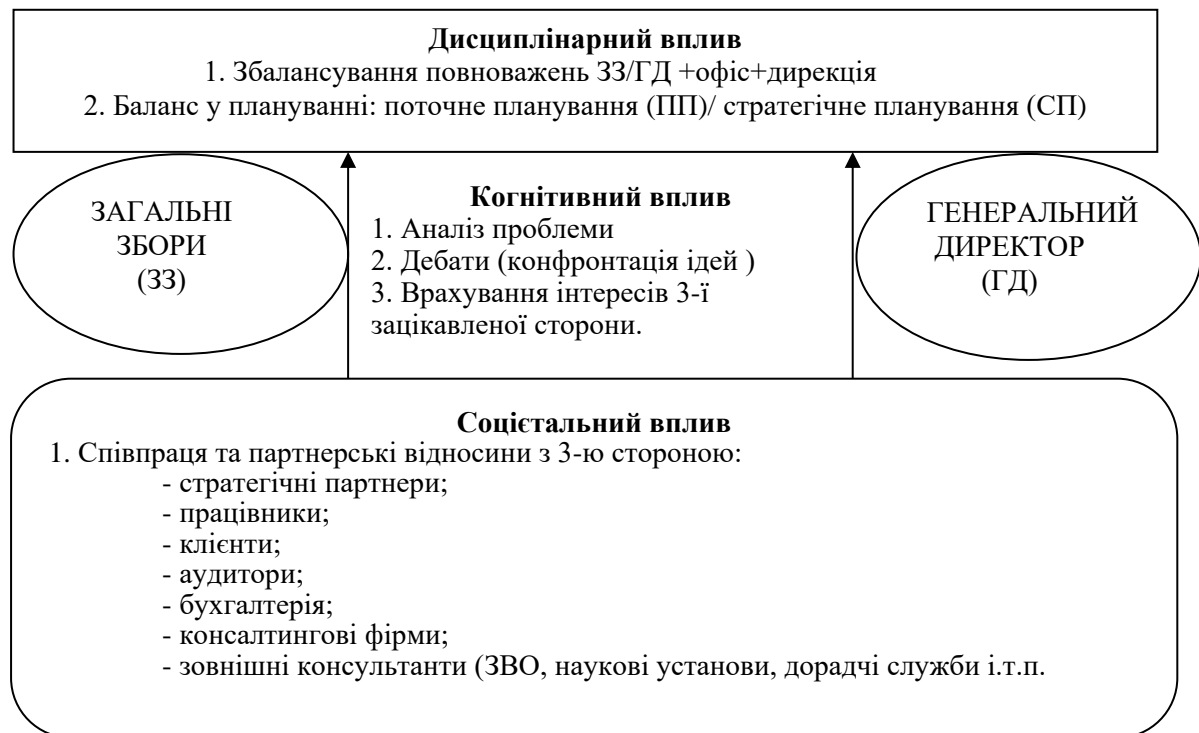 Дисциплінарний вплив
1. Збалансування повноважень ЗЗ/ГД +офіс+дирекція
2. Баланс у плануванні: поточне планування (ПП)/ стратегічне планування (СП)
ЗАГАЛЬНІ
ЗБОРИ
(ЗЗ)
Когнітивний вплив
1. Аналіз проблеми
2. Дебати (конфронтація ідей )
3. Врахування інтересів 3-ї
зацікавленої сторони.
ГЕНЕРАЛЬНИЙ
ДИРЕКТОР
(ГД)
Соцієтальний вплив
1. Співпраця та партнерські відносини з 3-ю стороною:
- стратегічні партнери;
- працівники;
- клієнти;
- аудитори;
- бухгалтерія;
- консалтингові фірми;
- зовнішні консультанти (ЗВО, наукові установи, дорадчі служби і.т.п.